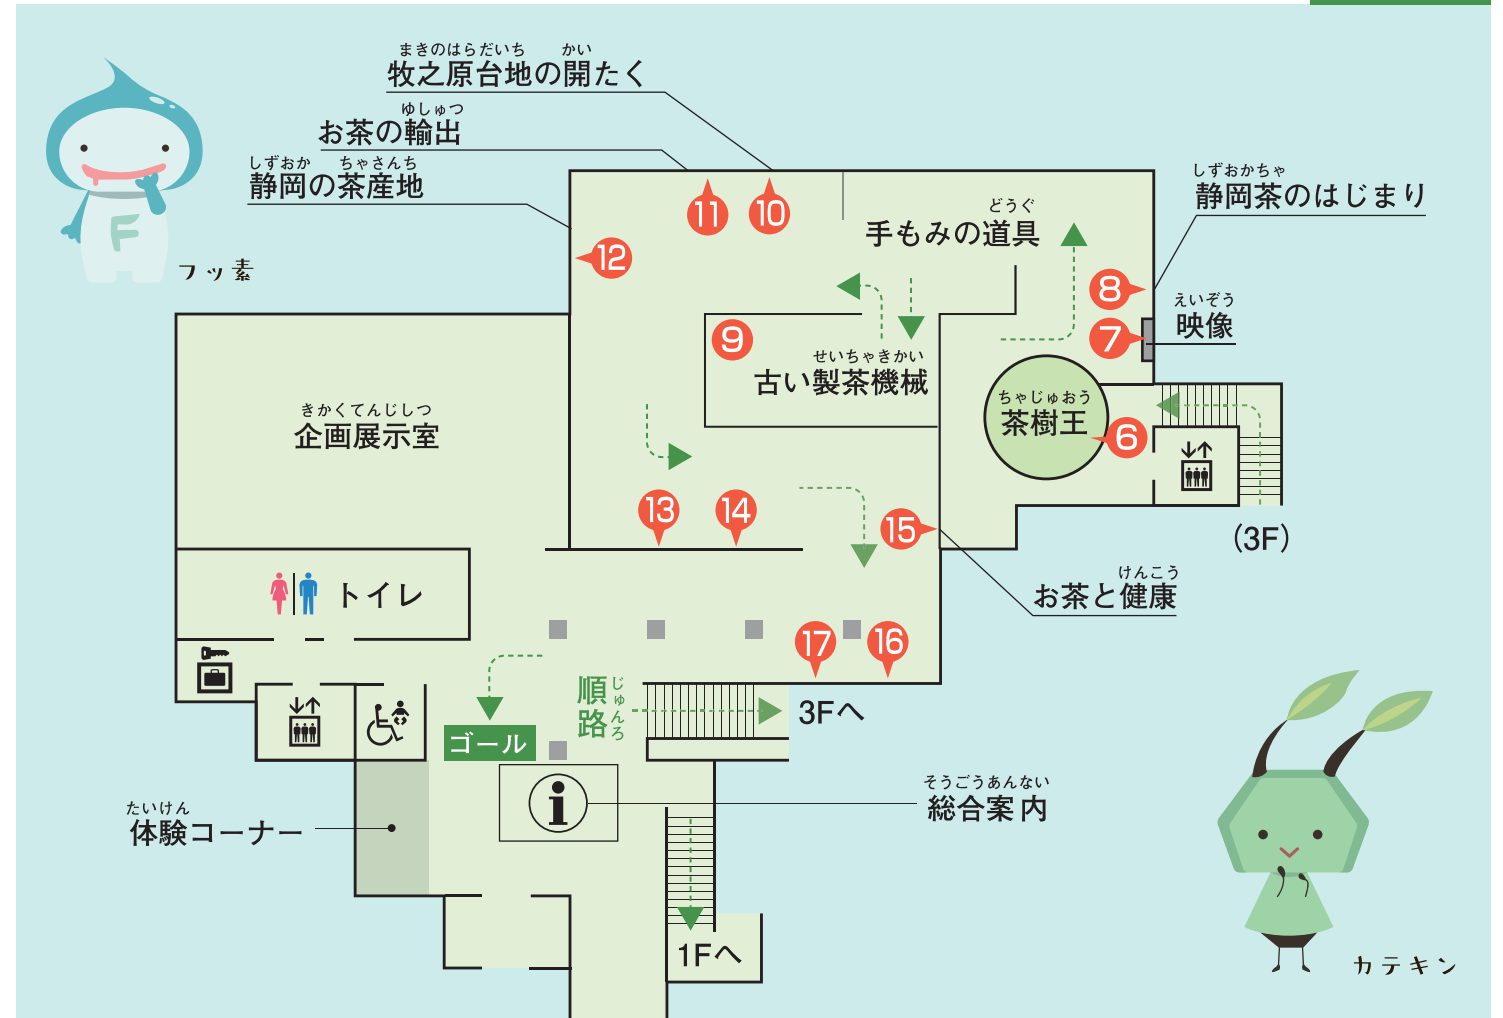 まきのはらだいち かい
牧之原台地の開たく
ゆしゅつ
お茶の輸出
しずおか ちゃさんち
静岡の茶産地
しずおかちゃ
静岡茶のはじまり
どうぐ
手もみの道具
11
10
12
フッ素
8
えいぞう
映像
7
9
せいちゃきかい
古い製茶機械
ちゃじゅおう
茶樹王
6
きかくてんじしつ
企画展示室
13
14
15
(3F)
けんこう
お茶と健康
トイレ
17
16
じゅんろ
順路
3Fへ
ゴール
i
そうごうあんない
総合案内
たいけん
体験コーナー
1Fへ
カテキン
F